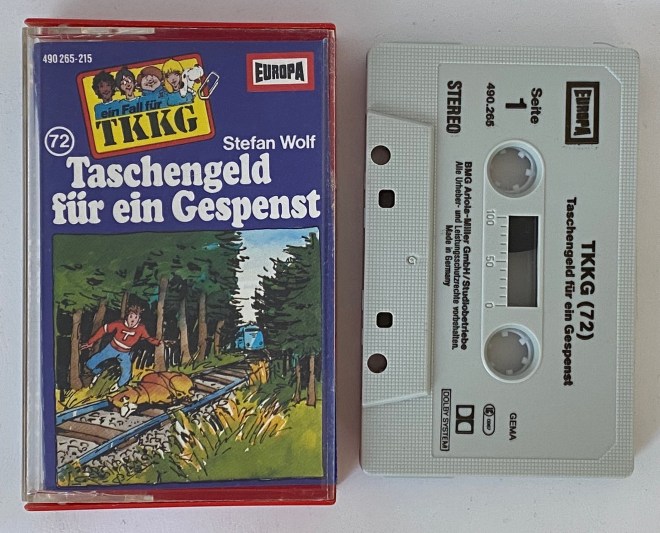 490 265-215
EUROPA
ein Fall für
TKKG
72
Stefan Wolf
Taschengeld
für ein Gespenst
T
7
EUROPA
Seite
1
490.265
STEREO
TKKG (72)
Taschengeld für ein Gespenst
100 50 0
BMG Ariola-Miller GmbH/Studiobetriebe
Alle Urheber- und Leistungsschutzrechte vorbehalten.
Made in Germany
GEMA
DOLBY SYSTEM